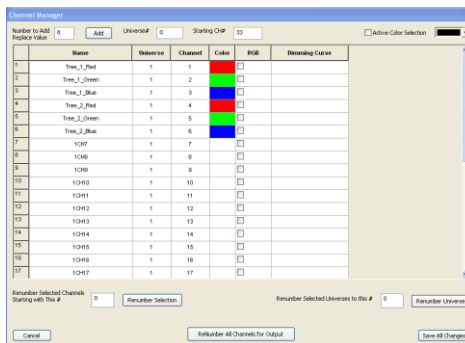 Channel Manager
Number to Add 8 Add Universe# 0 Starting CH# 33 Active Color Selection
Replace Value
Name Universe Channel Color RGB Dimming Curve
1 Tree_1_Red 1 1
2 Tree_1_Green 1 2
3 Tree_1_Blue 1 3
4 Tree_2_Red 1 4
5 Tree_2_Green 1 5
6 Tree_2_Blue 1 6
7 1CH7 1 7
8 1CH8 1 8
9 1CH9 1 9
10 1CH10 1 10
11 1CH11 1 11
12 1CH12 1 12
13 1CH13 1 13
14 1CH14 1 14
15 1CH15 1 15
16 1CH16 1 16
17 1CH17 1 17
Renumber Selected Channels
Starting with This # 0 Renumber Selection Renumber Selected Universes to this # 0 Renumber Universe
Cancel ReNumber All Channels for Output Save All Changes